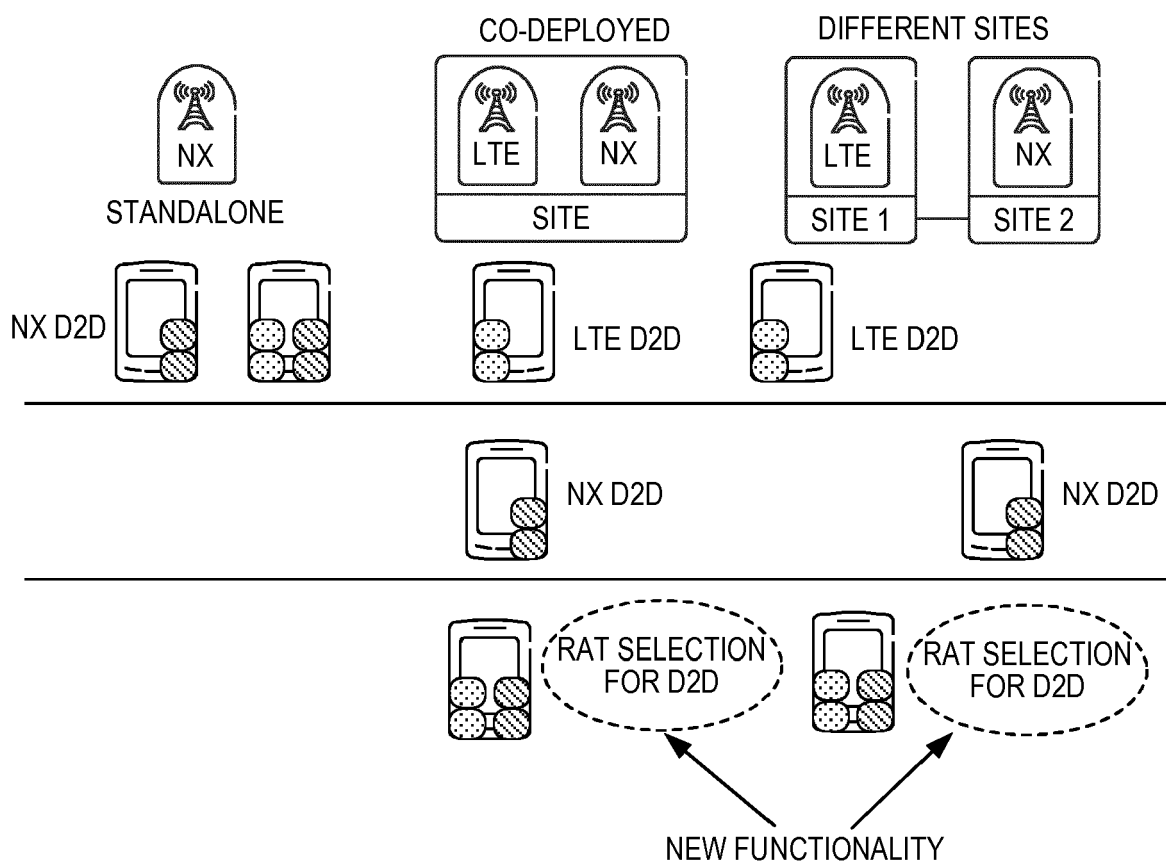 CO-DEPLOYED
DIFFERENT SITES
NX
LTE
NX
LTE
NX
STANDALONE
SITE
SITE 1
SITE 2
NX D2D
LTE D2D
LTE D2D
NX D2D
NX D2D
RAT SELECTION
FOR D2D
RAT SELECTION
FOR D2D
NEW FUNCTIONALITY